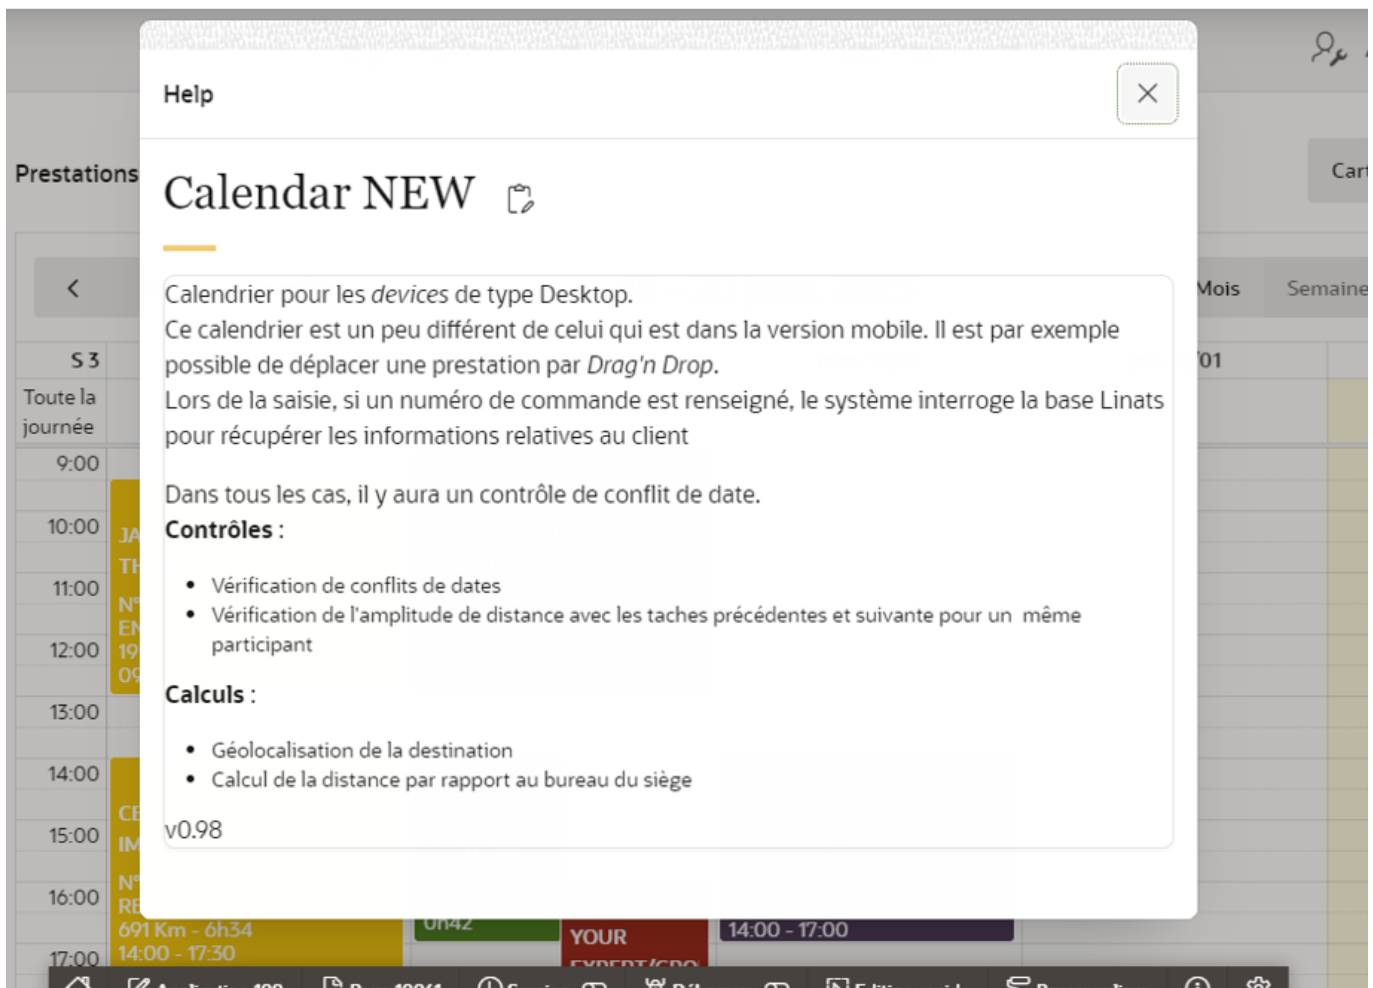 Help
Prestations
Calendar NEW
Mois
Semaine
Calendrier pour les devices de type Desktop.
Ce calendrier est un peu différent de celui qui est dans la version mobile. Il est par exemple
possible de déplacer une prestation par Drag'n Drop.
Lors de la saisie, si un numéro de commande est renseigné, le système interroge la base Linats
pour récupérer les informations relatives au client
Dans tous les cas, il y aura un contrôle de conflit de date.
Contrôles :
• Vérification de conflits de dates
• Vérification de l'amplitude de distance avec les taches précédentes et suivante pour un  même
participant
Calculs :
• Géolocalisation de la destination
• Calcul de la distance par rapport au bureau du siège
v0.98
S 3
/01
Toute la
journée
9:00
10:00
11:00
12:00
13:00
14:00
15:00
16:00
17:00
691 Km - 6h34
14:00 - 17:30
0h42
YOUR
14:00 - 17:00